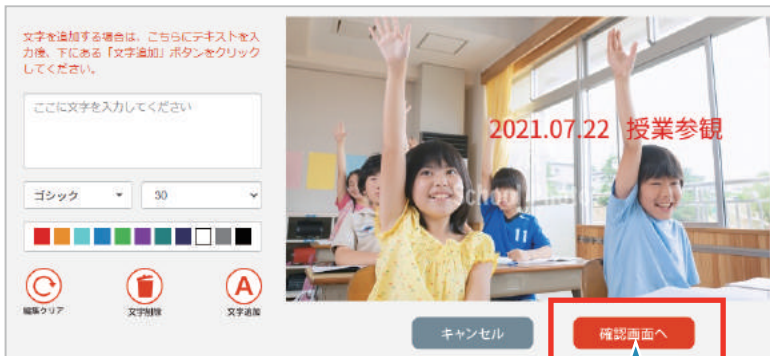 文字を追加する場合は、こちらにテキストを入
力後、下にある「文字追加」ボタンをクリック
してください。
ここに文字を入力してください
ゴシック
30
編集クリア
文字削除
文字追加
2021.07.22 授業参観
School
11
キャンセル
確認画面へ